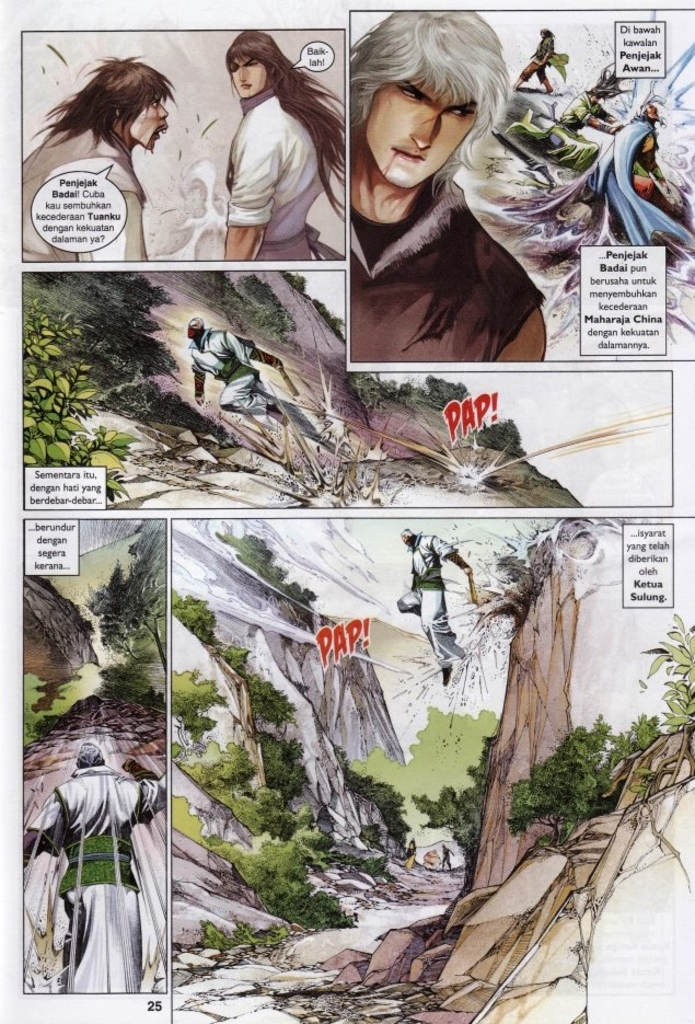 Penjejak
Badai! Cuba
kau sembuhkan
kecederaan Tuanku
dengan kekuatan
dalaman ya?
Baik-
lah!
Di bawah
kawalan
Penjejak
Awan...
...Penjejak
Badai pun
berusaha untuk
menyembuhkan
kecederaan
Maharaja China
dengan kekuatan
dalamannya.
PAP!
Sementara itu,
dengan hati yang
berdebar-debar...
...berundur
dengan
segera
kerana...
PAP!
...isyarat
yang telah
diberikan
oleh
Ketua
Sulung.
25